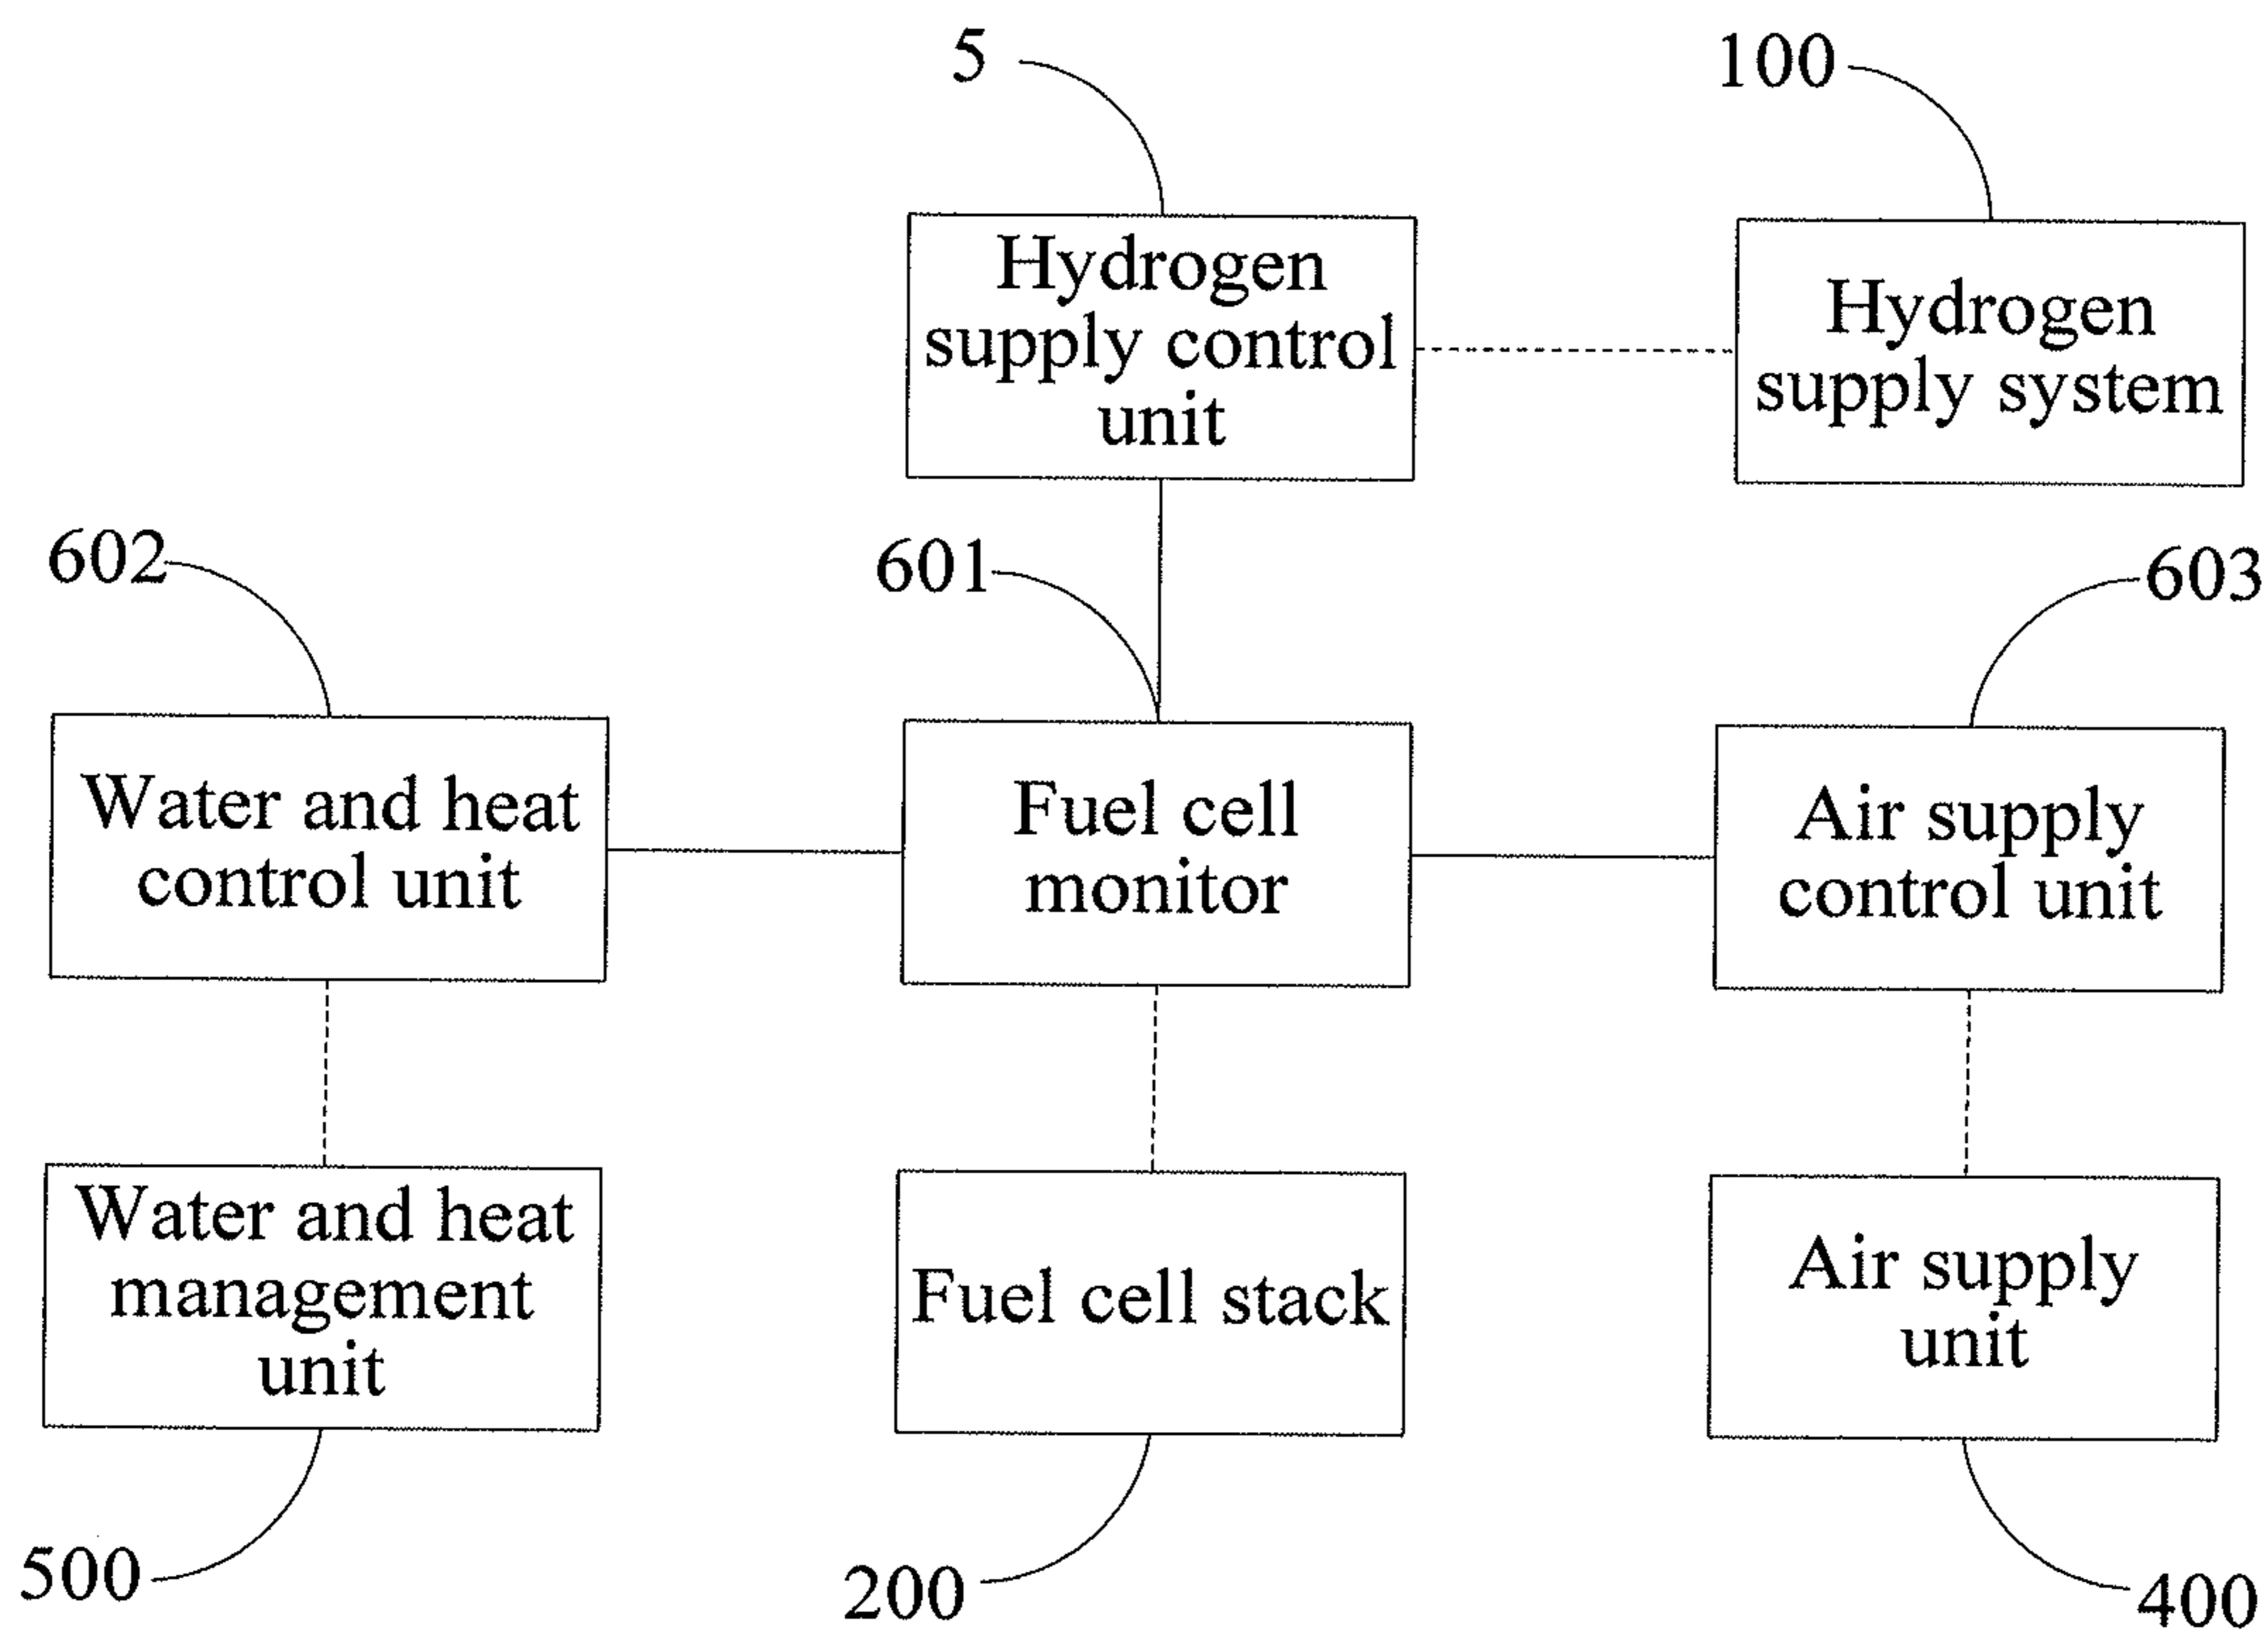 5
100
Hydrogen
supply control
unit
Hydrogen
supply system
602
601
603
Water and heat
control unit
Fuel cell
monitor
Air supply
control unit
Water and heat
management
unit
Fuel cell stack
Air supply
unit
500
200
400